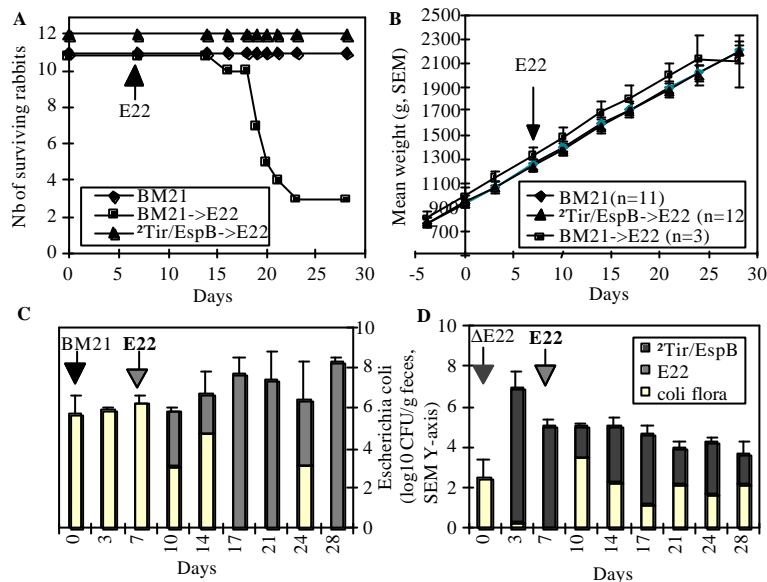 A
Nb of surviving rabbits
12
10
8
6
4
2
0
E22
BM21
BM21->E22
²Tir/EspB->E22
0 5 10 15 20 25 30
Days
B
Mean weight (g, SEM)
2500
2300
2100
1900
1700
1500
1300
1100
900
700
E22
BM21(n=11)
²Tir/EspB->E22 (n=12
BM21->E22 (n=3)
-5 0 5 10 15 20 25 30
Days
C
BM21
E22
10
8
6
4
2
0
Escherichia coli
(log10 CFU/g feces,
SEM Y-axis)
0 3 7 10 14 17 21 24 28
Days
D
ΔE22
E22
10
8
6
4
2
0
²Tir/EspB
E22
coli flora
0 3 7 10 14 17 21 24 28
Days